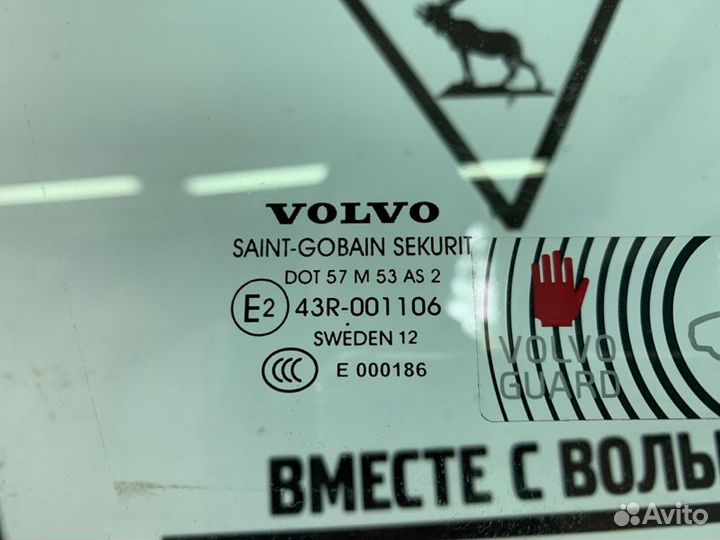 VOLVO
SAINT-GOBAIN SEKURIT
DOT 57 M 53 AS 2
E2 43R-001106
SWEDEN 12
CCC E 000186
VOLVO
GUARD
ВМЕСТЕ С ВОЛЬ
Avito